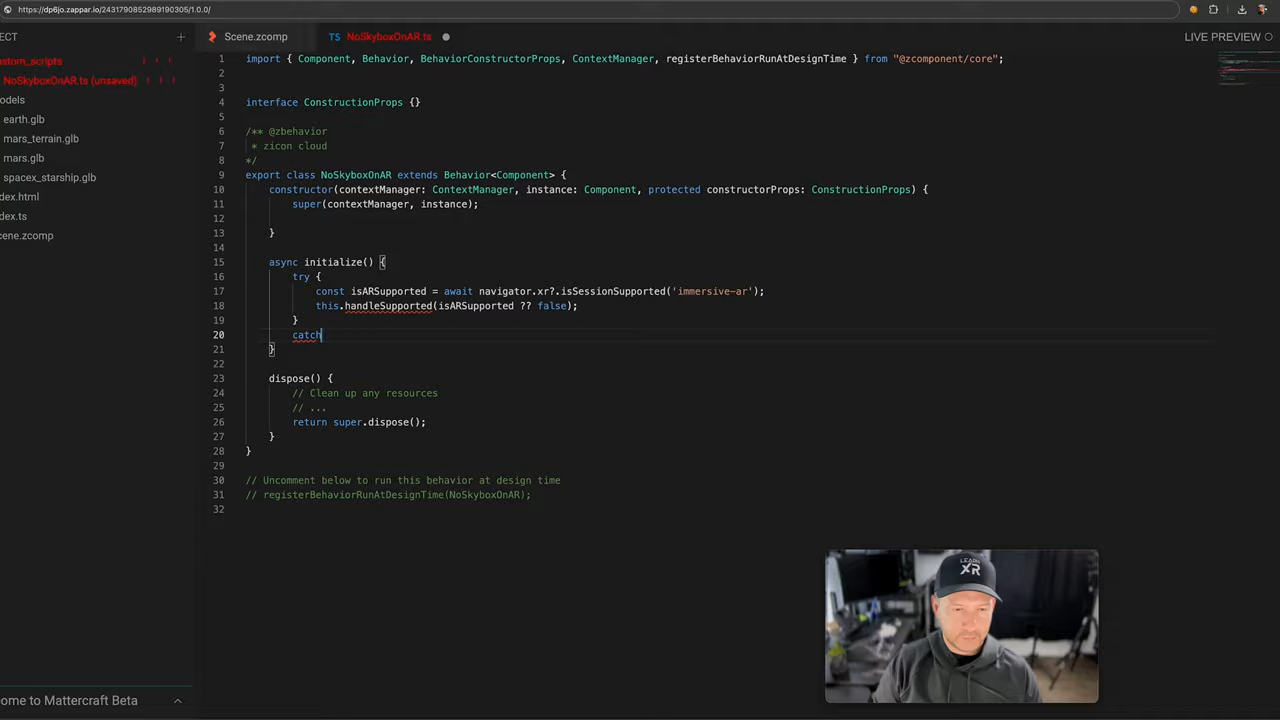 https://dp6jo.zappar.io/2431790852989190305/1.0.0/
ECT
Scene.zcomp
TS NoSkyboxOnAR.ts
LIVE PREVIEW
ustom_scripts
NoSkyboxOnAR.ts (unsaved)
odels
earth.glb
mars_terrain.glb
mars.glb
spacex_starship.glb
dex.html
dex.ts
cene.zcomp
1 import { Component, Behavior, BehaviorConstructorProps, ContextManager, registerBehaviorRunAtDesignTime } from "@zcomponent/core";
2
3
4 interface ConstructionProps {}
5
6 /** @zbehavior
7 * zicon cloud
8 */
9 export class NoSkyboxOnAR extends Behavior<Component> {
10 constructor(contextManager: ContextManager, instance: Component, protected constructorProps: ConstructionProps) {
11 super(contextManager, instance);
12
13 }
14
15 async initialize() {
16 try {
17 const isARSupported = await navigator.xr?.isSessionSupported('immersive-ar');
18 this.handleSupported(isARSupported ?? false);
19 }
20 catch
21 }
22
23 dispose() {
24 // Clean up any resources
25 // ...
26 return super.dispose();
27 }
28 }
29
30 // Uncomment below to run this behavior at design time
31 // registerBehaviorRunAtDesignTime(NoSkyboxOnAR);
32
LEARN
XR
ome to Mattercraft Beta